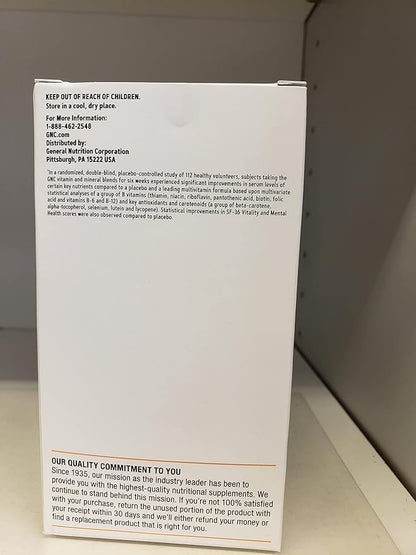 KEEP OUT OF REACH OF CHILDREN.
Store in a cool, dry place.
For More Information:
1-888-462-2548
GNC.com
Distributed by:
General Nutrition Corporation
Pittsburgh, PA 15222 USA
†In a randomized, double-blind, placebo-controlled study of 112 healthy volunteers, subjects taking the
GNC vitamin and mineral blends for six weeks experienced significant improvements in serum levels of
certain key nutrients compared to a placebo and a leading multivitamin formula based upon multivariate
statistical analyses of a group of B vitamins (thiamin, niacin, riboflavin, pantothenic acid, biotin, folic
acid and vitamins B-6 and B-12) and key antioxidants and carotenoids (a group of beta-carotene,
alpha-tocopherol, selenium, lutein and lycopene). Statistical improvements in SF-36 Vitality and Mental
Health scores were also observed compared to placebo.
OUR QUALITY COMMITMENT TO YOU
Since 1935, our mission as the industry leader has been to
provide you with the highest-quality nutritional supplements. We
continue to stand behind this mission. If you're not 100% satisfied
with your purchase, return the unused portion of the product with
your receipt within 30 days and we'll either refund your money or
find a replacement product that is right for you.